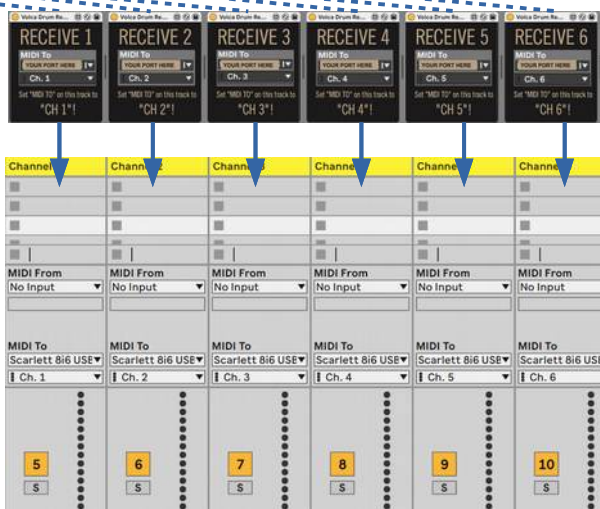 Volca Drum Re... Volca Drum Re... Volca Drum Re... Volca Drum Re... Volca Drum Re... Volca Drum Re...
RECEIVE 1 RECEIVE 2 RECEIVE 3 RECEIVE 4 RECEIVE 5 RECEIVE 6
MIDI To MIDI To MIDI To MIDI To MIDI To MIDI To
YOUR PORT HERE YOUR PORT HERE YOUR PORT HERE YOUR PORT HERE YOUR PORT HERE YOUR PORT HERE
Ch. 1 Ch. 2 Ch. 3 Ch. 4 Ch. 5 Ch. 6
Set "MIDI TO" on this track to Set "MIDI TO" on this track to Set "MIDI TO" on this track to Set "MIDI TO" on this track to Set "MIDI TO" on this track to Set "MIDI TO" on this track to
"CH 1"! "CH 2"! "CH 3"! "CH 4"! "CH 5"! "CH 6"!
Channel Channel Channel Channel Channel Channel
MIDI From MIDI From MIDI From MIDI From MIDI From MIDI From
No Input No Input No Input No Input No Input No Input
MIDI To MIDI To MIDI To MIDI To MIDI To MIDI To
Scarlett 8i6 USB Scarlett 8i6 USB Scarlett 8i6 USB Scarlett 8i6 USB Scarlett 8i6 USB Scarlett 8i6 USB
Ch. 1 Ch. 2 Ch. 3 Ch. 4 Ch. 5 Ch. 6
5 6 7 8 9 10
S S S S S S